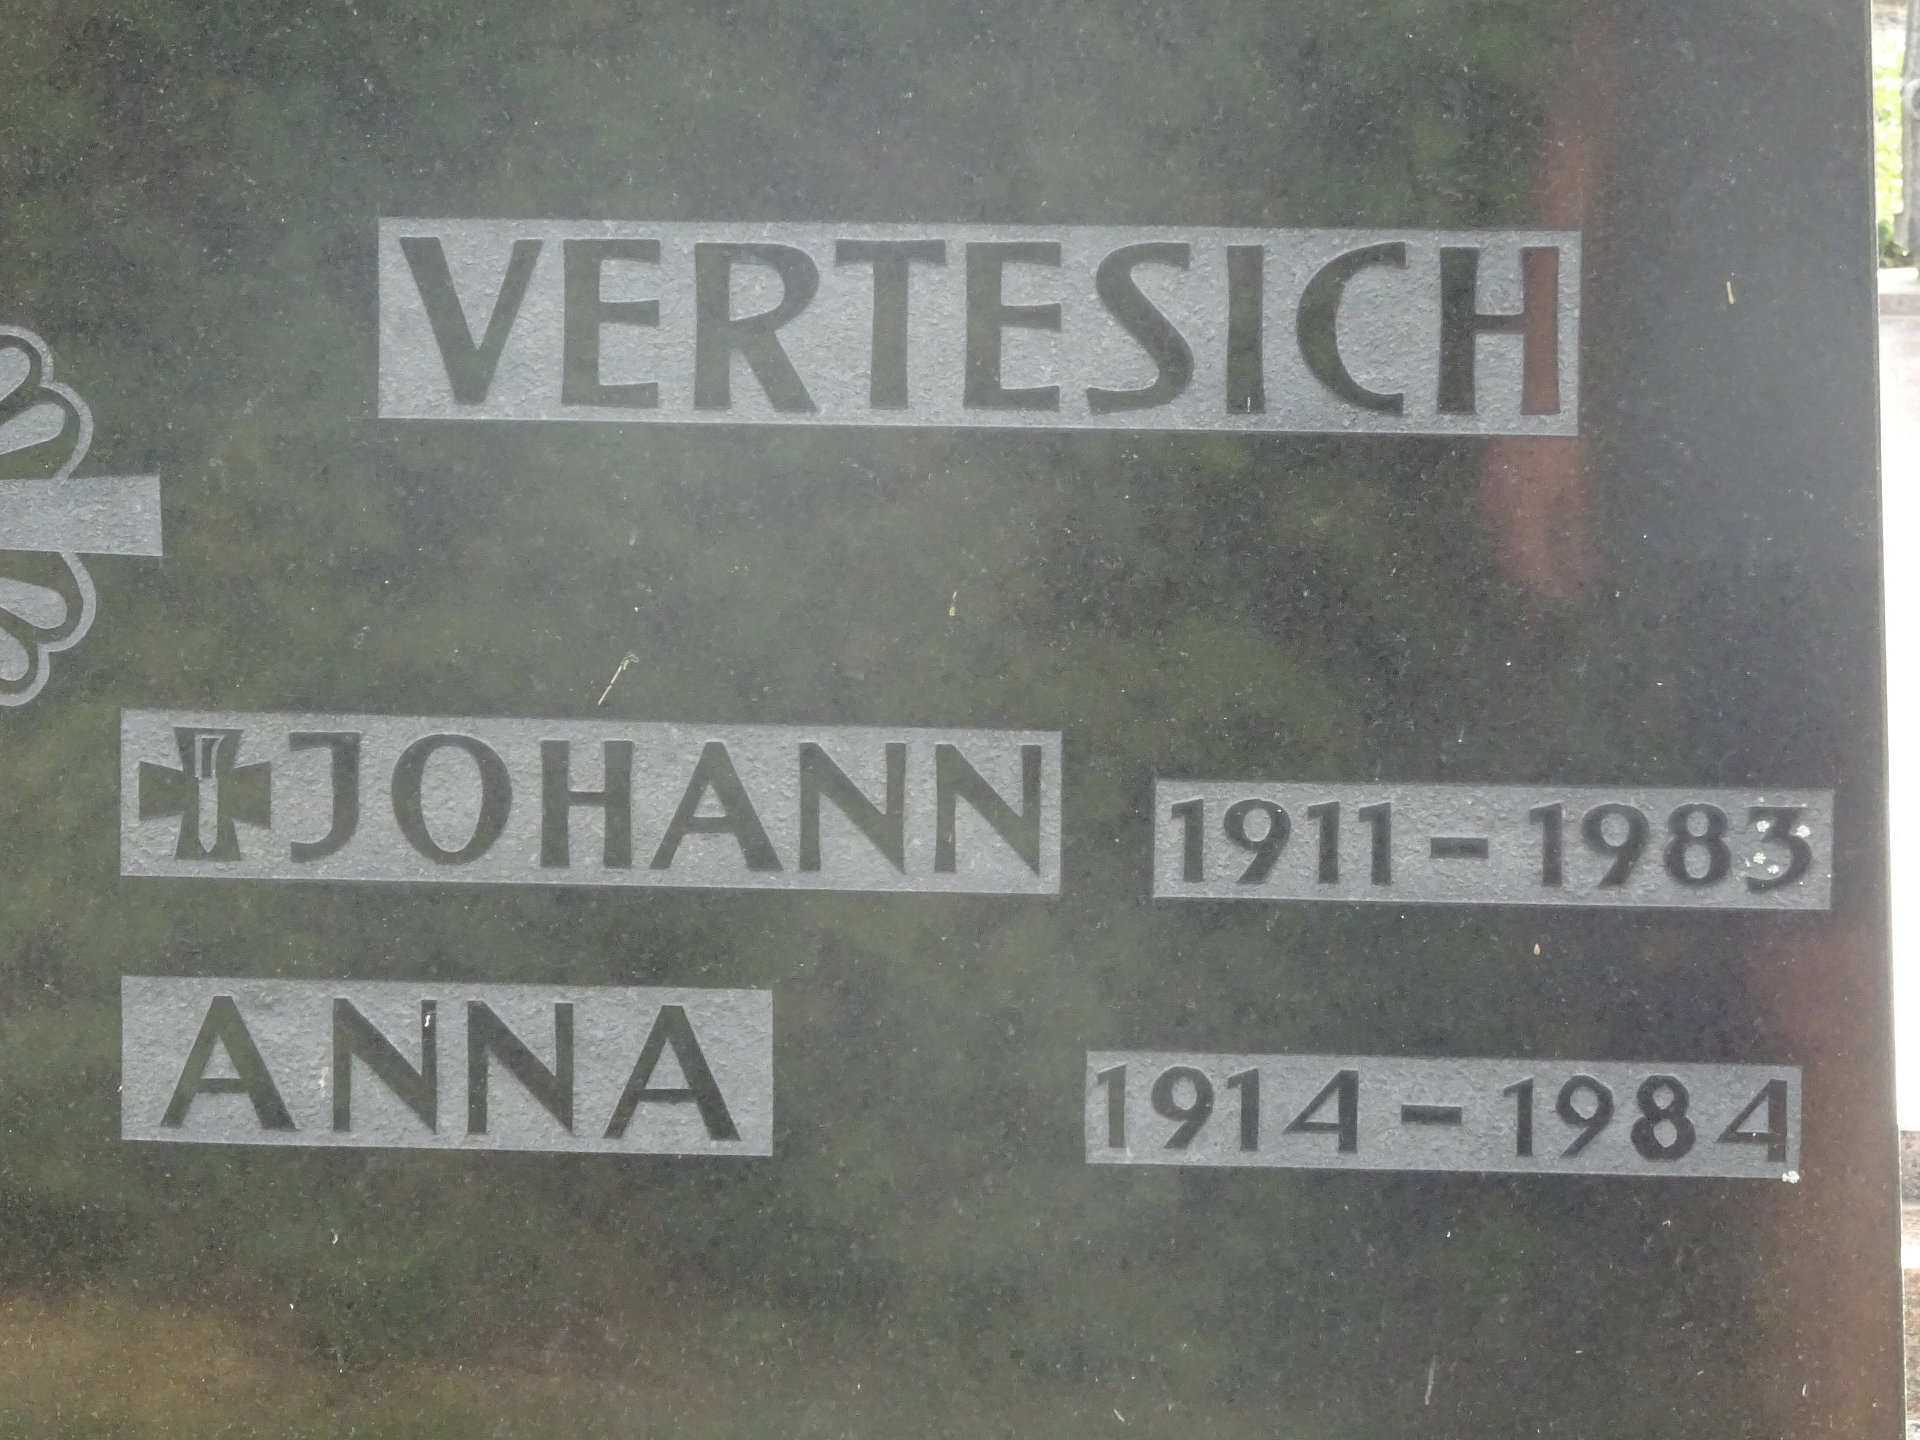 VERTESICH
JOHANN 1911 - 1983
ANNA 1914 - 1984